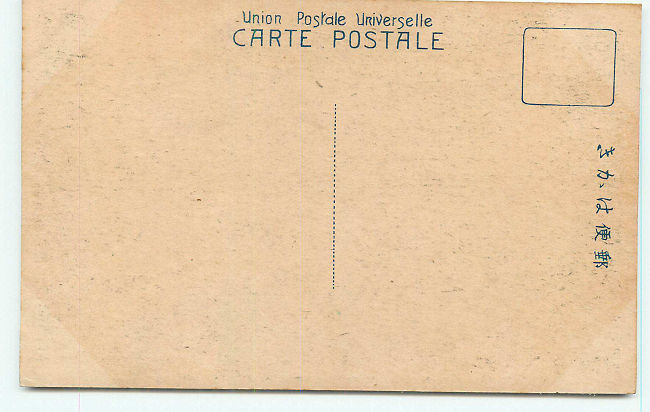 Union Postale Universelle
CARTE POSTALE
郵便はかき